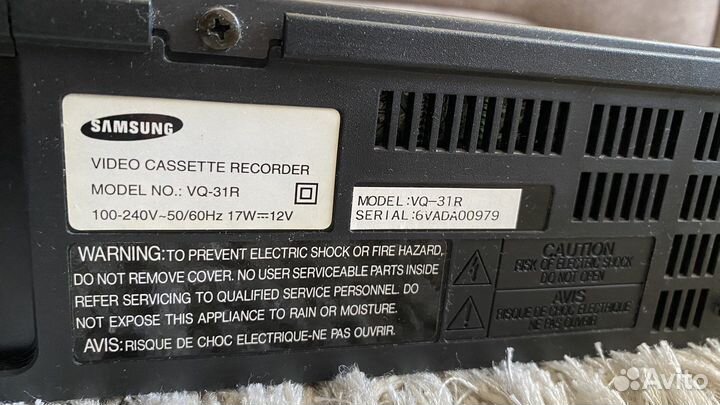 SAMSUNG
VIDEO CASSETTE RECORDER
MODEL NO.: VQ-31R
100-240V~50/60Hz 17W⎓12V
MODEL:VQ-31R
SERIAL:6VADA00979
WARNING:TO PREVENT ELECTRIC SHOCK OR FIRE HAZARD,
DO NOT REMOVE COVER. NO USER SERVICEABLE PARTS INSIDE
REFER SERVICING TO QUALIFIED SERVICE PERSONNEL. DO
NOT EXPOSE THIS APPLIANCE TO RAIN OR MOISTURE.
AVIS:RISQUE DE CHOC ELECTRIQUE-NE PAS OUVRIR.
CAUTION
RISK OF ELECTRIC SHOCK
DO NOT OPEN
AVIS
RISQUE DE CHOC ELECTRIQUE
NE PAS OUVRIR
Avito